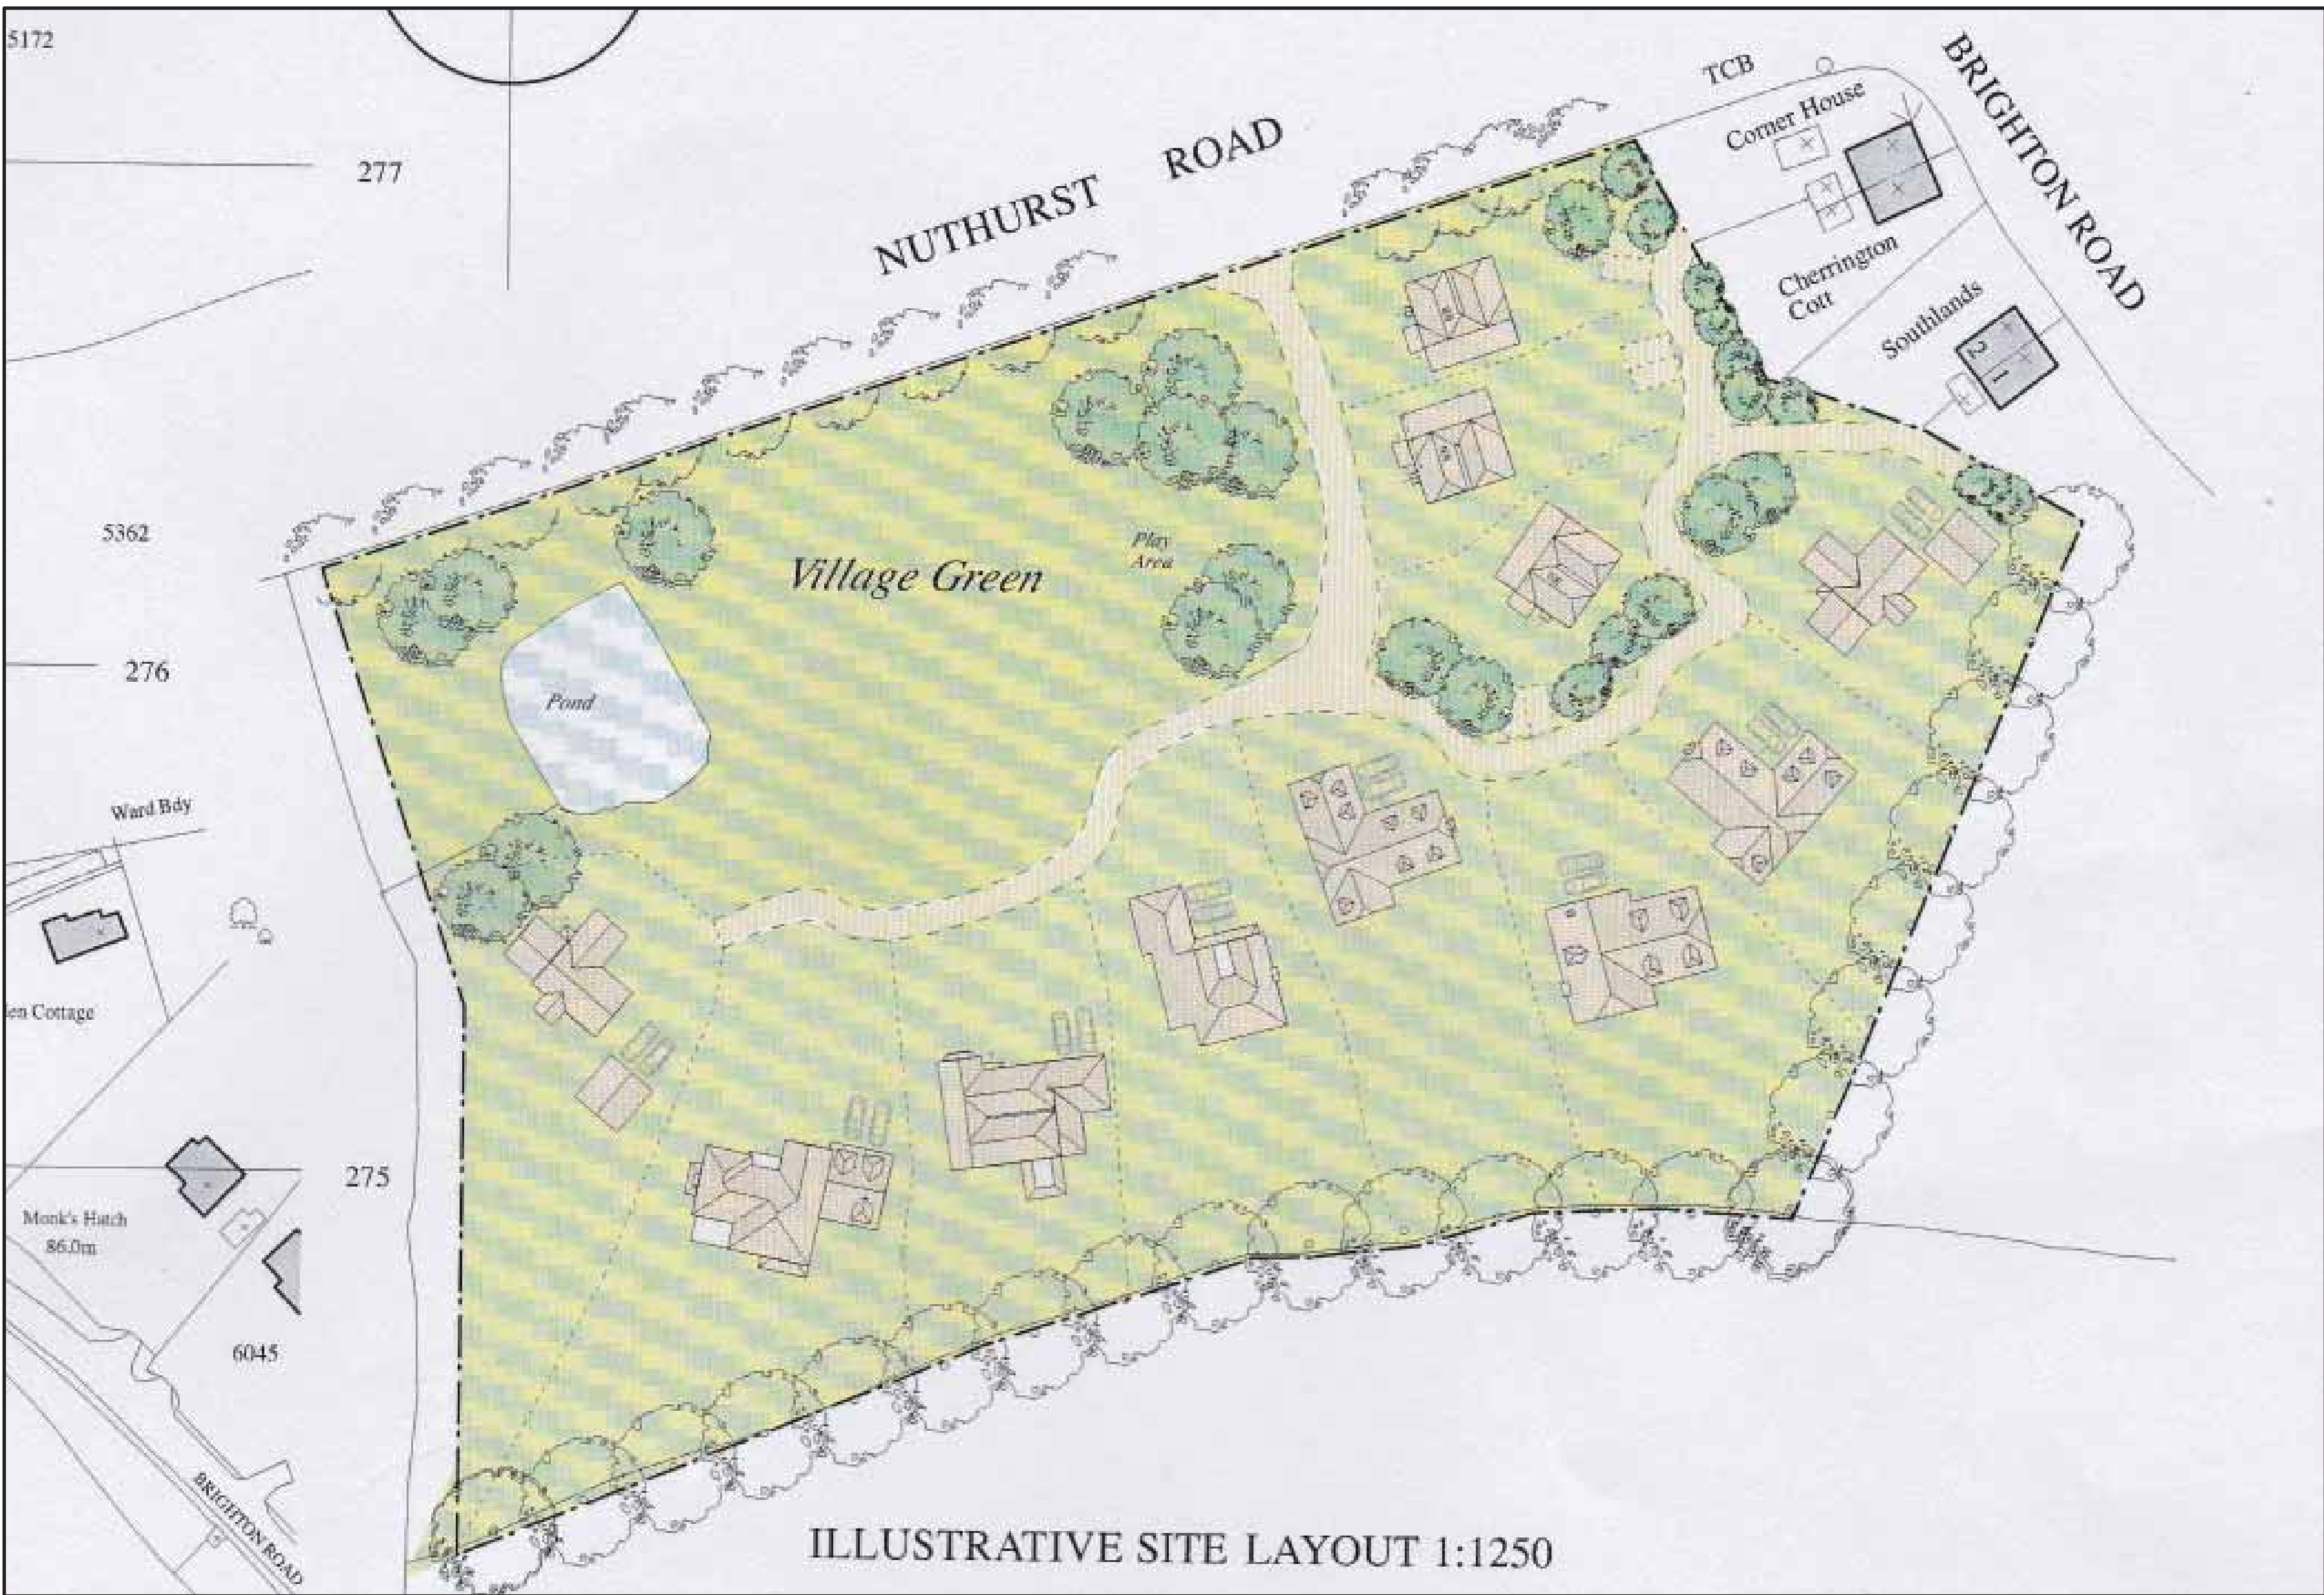 5172
TCB
BRIGHTON ROAD
Corner House
277
NUTHURST ROAD
Cherrington
Cott
Southlands
2
1
5362
Play
Area
Village Green
276
Pond
Ward Bdy
en Cottage
275
Monk's Hatch
86.0m
6045
BRIGHTON ROAD
ILLUSTRATIVE SITE LAYOUT 1:1250